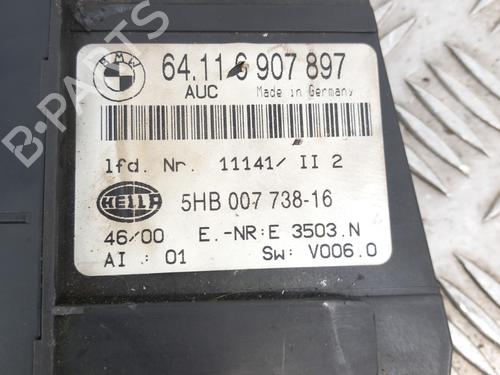 BMW
64.11 6 907 897
AUC Made in Germany
lfd. Nr. 11141/ II 2
HELLA 5HB 007 738-16
46/00 E.-NR:E 3503.N
AI .: 01 Sw: V006.0